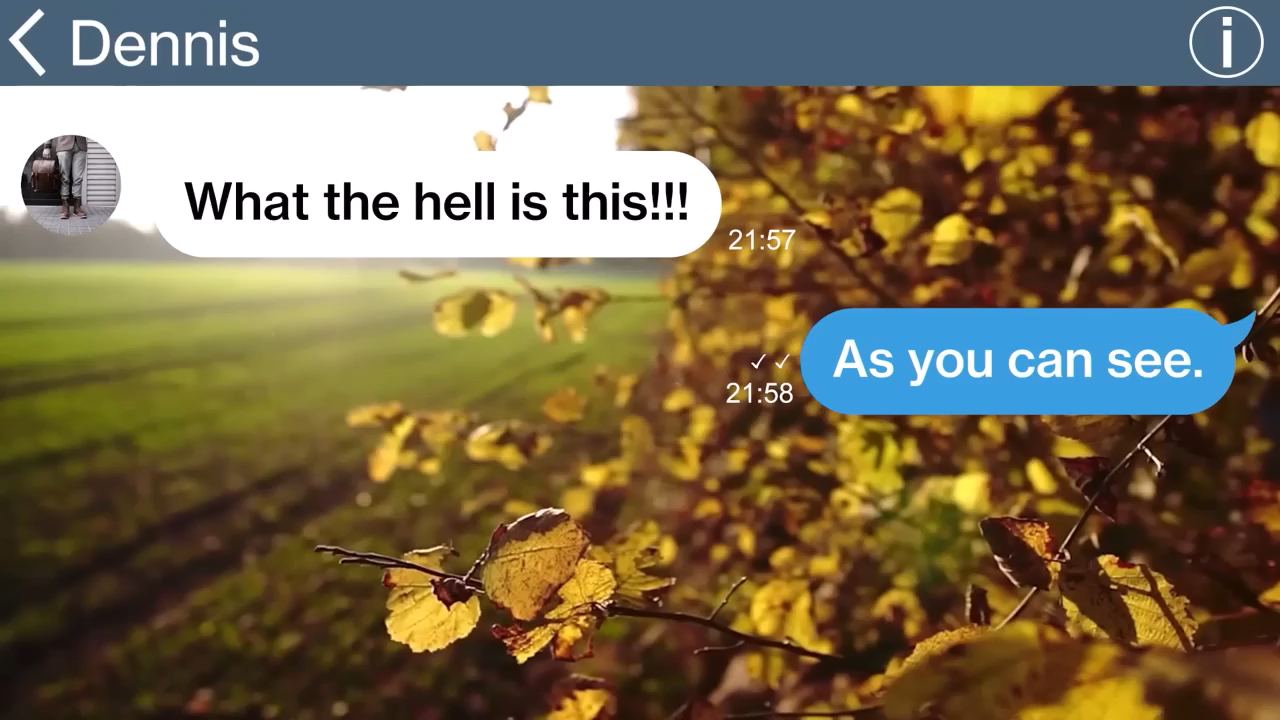 Dennis
What the hell is this!!!
21:57
As you can see.
✓✓
21:58